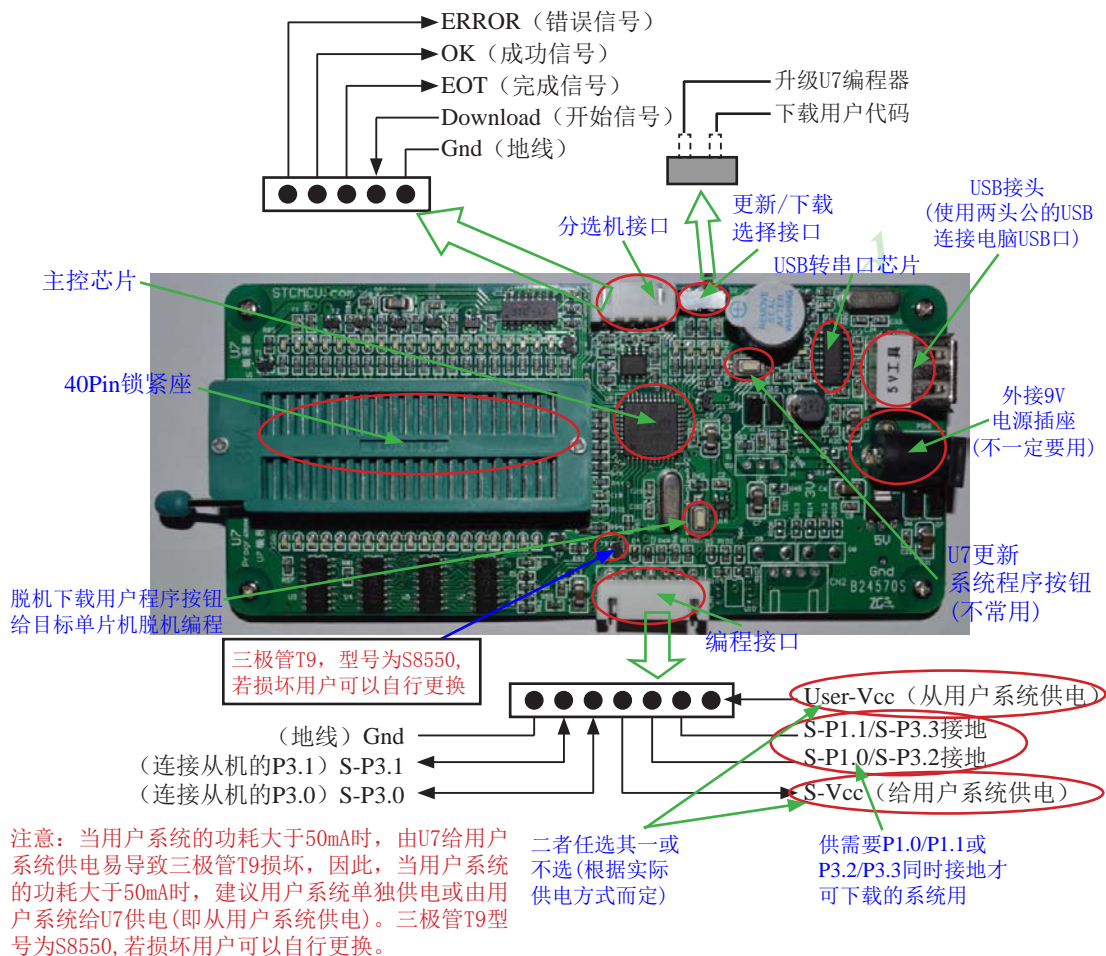 ERROR（错误信号）
OK（成功信号）
EOT（完成信号）
Download（开始信号）
Gnd（地线）
升级U7编程器
下载用户代码
分选机接口
更新/下载
选择接口
USB接头
(使用两头公的USB
连接电脑USB口)
USB转串口芯片
主控芯片
40Pin锁紧座
外接9V
电源插座
(不一定要用)
STCMCU.com
REMOVE
SEAL
AFTER
WASHING
5V工具
U7
U7
3V
5V
Gnd
B24570S
CN2
脱机下载用户程序按钮
给目标单片机脱机编程
U7更新
系统程序按钮
(不常用)
编程接口
三极管T9，型号为S8550,
若损坏用户可以自行更换
User-Vcc（从用户系统供电）
（地线）Gnd
S-P1.1/S-P3.3接地
（连接从机的P3.1）S-P3.1
S-P1.0/S-P3.2接地
（连接从机的P3.0）S-P3.0
S-Vcc（给用户系统供电）
注意：当用户系统的功耗大于50mA时，由U7给用户
系统供电易导致三极管T9损坏，因此，当用户系统
的功耗大于50mA时，建议用户系统单独供电或由用
户系统给U7供电(即从用户系统供电)。三极管T9型
号为S8550,若损坏用户可以自行更换。
二者任选其一或
不选(根据实际
供电方式而定)
供需要P1.0/P1.1或
P3.2/P3.3同时接地才
可下载的系统用